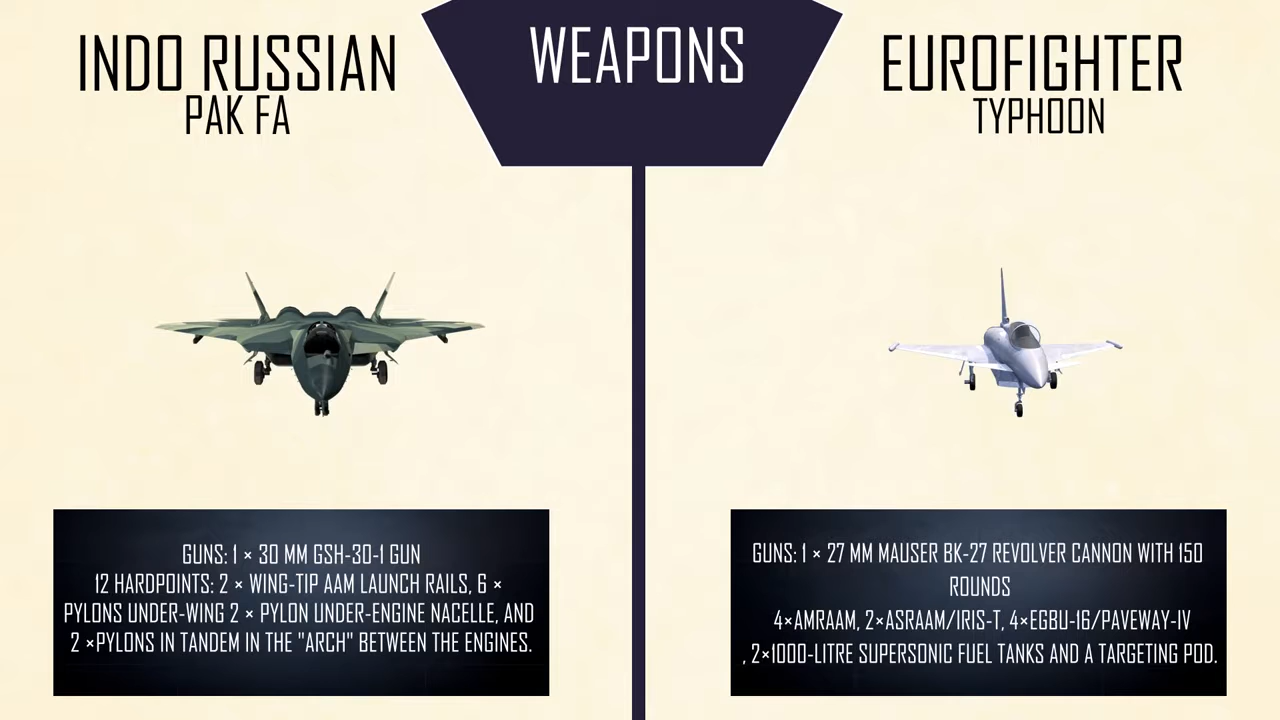 INDO RUSSIAN
PAK FA
WEAPONS
EUROFIGHTER
TYPHOON
GUNS: 1 × 30 MM GSH-30-1 GUN
12 HARDPOINTS: 2 × WING-TIP AAM LAUNCH RAILS, 6 ×
PYLONS UNDER-WING 2 × PYLON UNDER-ENGINE NACELLE, AND
2 ×PYLONS IN TANDEM IN THE "ARCH" BETWEEN THE ENGINES.
GUNS: 1 × 27 MM MAUSER BK-27 REVOLVER CANNON WITH 150
ROUNDS
4×AMRAAM, 2×ASRAAM/IRIS-T, 4×EGBU-16/PAVEWAY-IV
, 2×1000-LITRE SUPERSONIC FUEL TANKS AND A TARGETING POD.